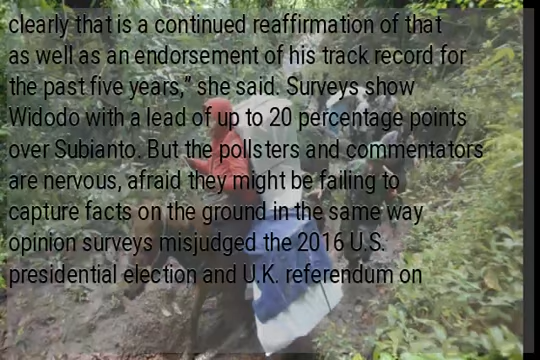 clearly that is a continued reaffirmation of that
as well as an endorsement of his track record for
the past five years,” she said. Surveys show
Widodo with a lead of up to 20 percentage points
over Subianto. But the pollsters and commentators
are nervous, afraid they might be failing to
capture facts on the ground in the same way
opinion surveys misjudged the 2016 U.S.
presidential election and U.K. referendum on